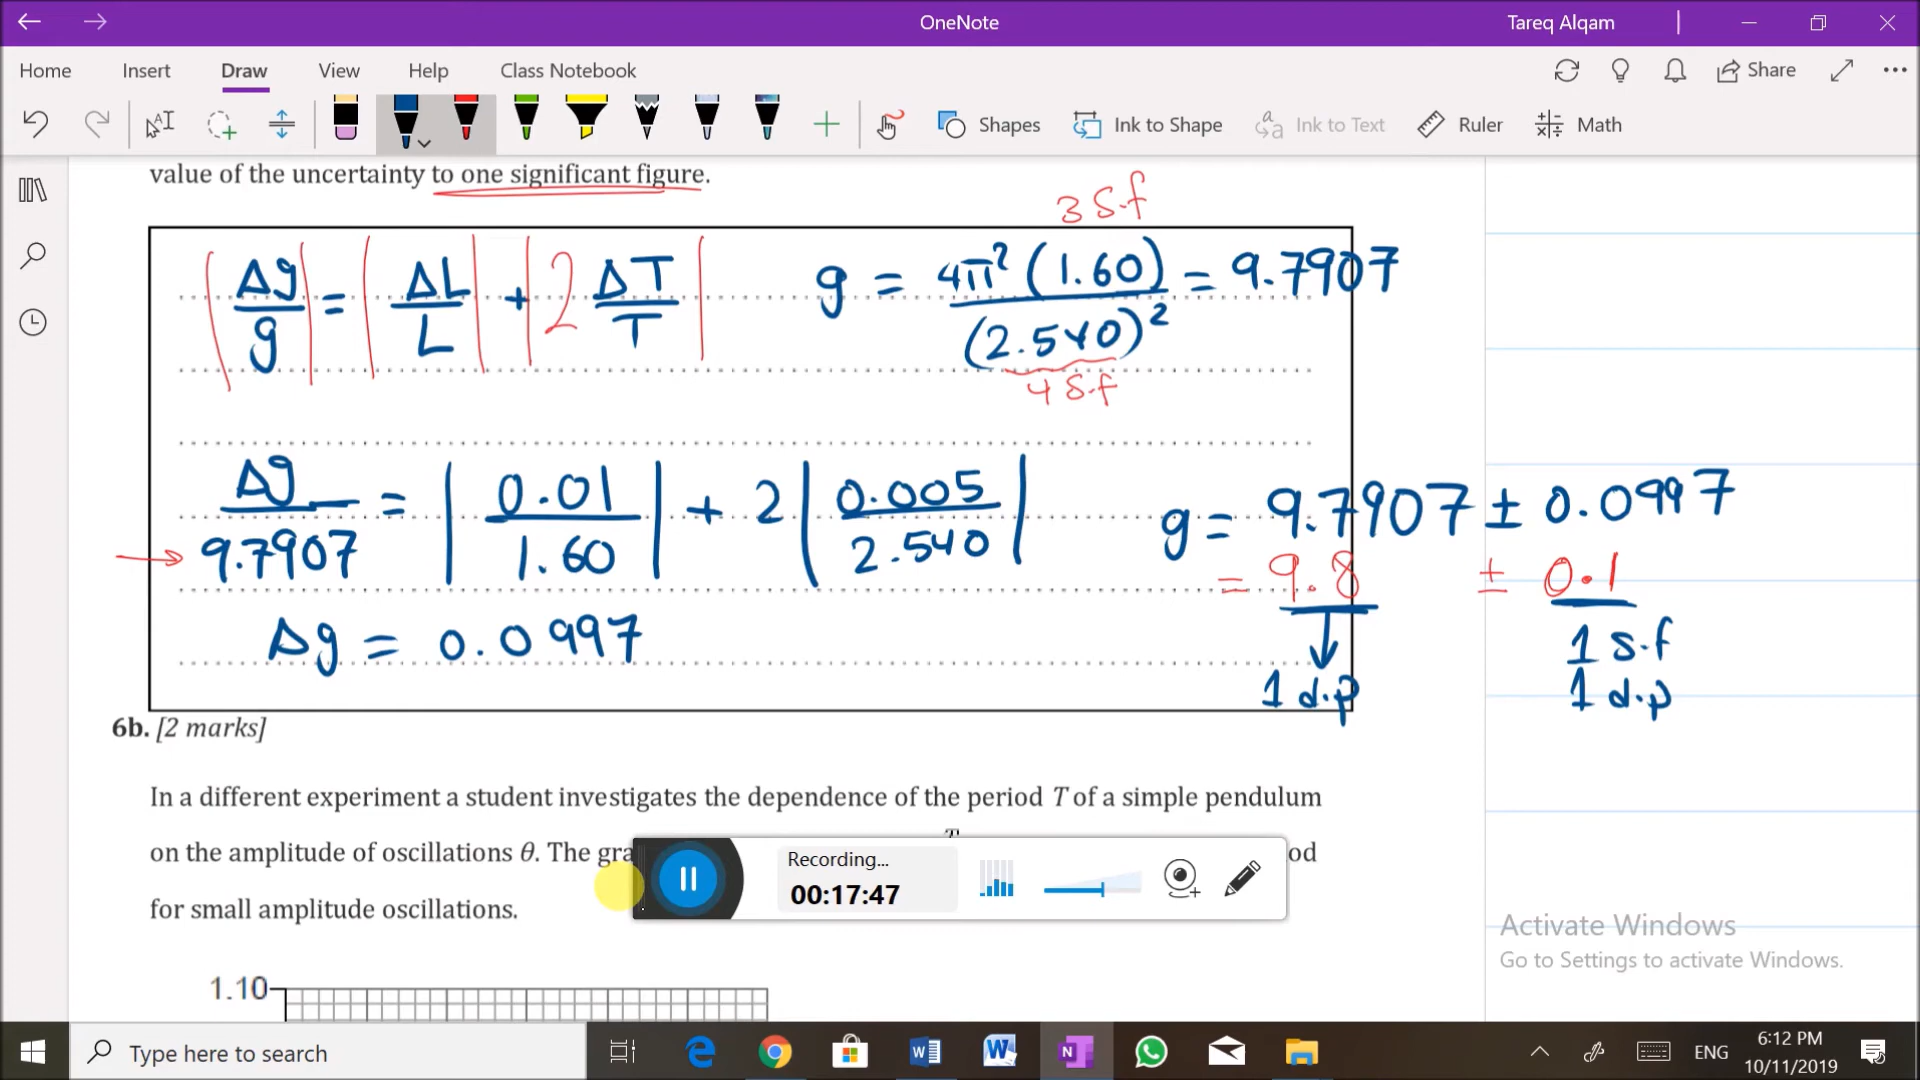 OneNote
Tareq Alqam
Home Insert Draw View Help Class Notebook Share
Shapes Ink to Shape Ink to Text Ruler Math
value of the uncertainty to one significant figure.
3 s.f
|Δg/g| = |ΔL/L| + |2 ΔT/T|
g = 4π² (1.60) / (2.540)² = 9.7907
4 s.f
Δg/9.7907 = |0.01/1.60| + 2|0.005/2.540|
g = 9.7907 ± 0.0997
= 9.8 ± 0.1
Δg = 0.0997
1 s.f
1 d.p 1 d.p
6b. [2 marks]
In a different experiment a student investigates the dependence of the period T of a simple pendulum
on the amplitude of oscillations θ. The gra
od
for small amplitude oscillations.
Recording...
00:17:47
Activate Windows
Go to Settings to activate Windows.
1.10
Type here to search
ENG
6:12 PM
10/11/2019